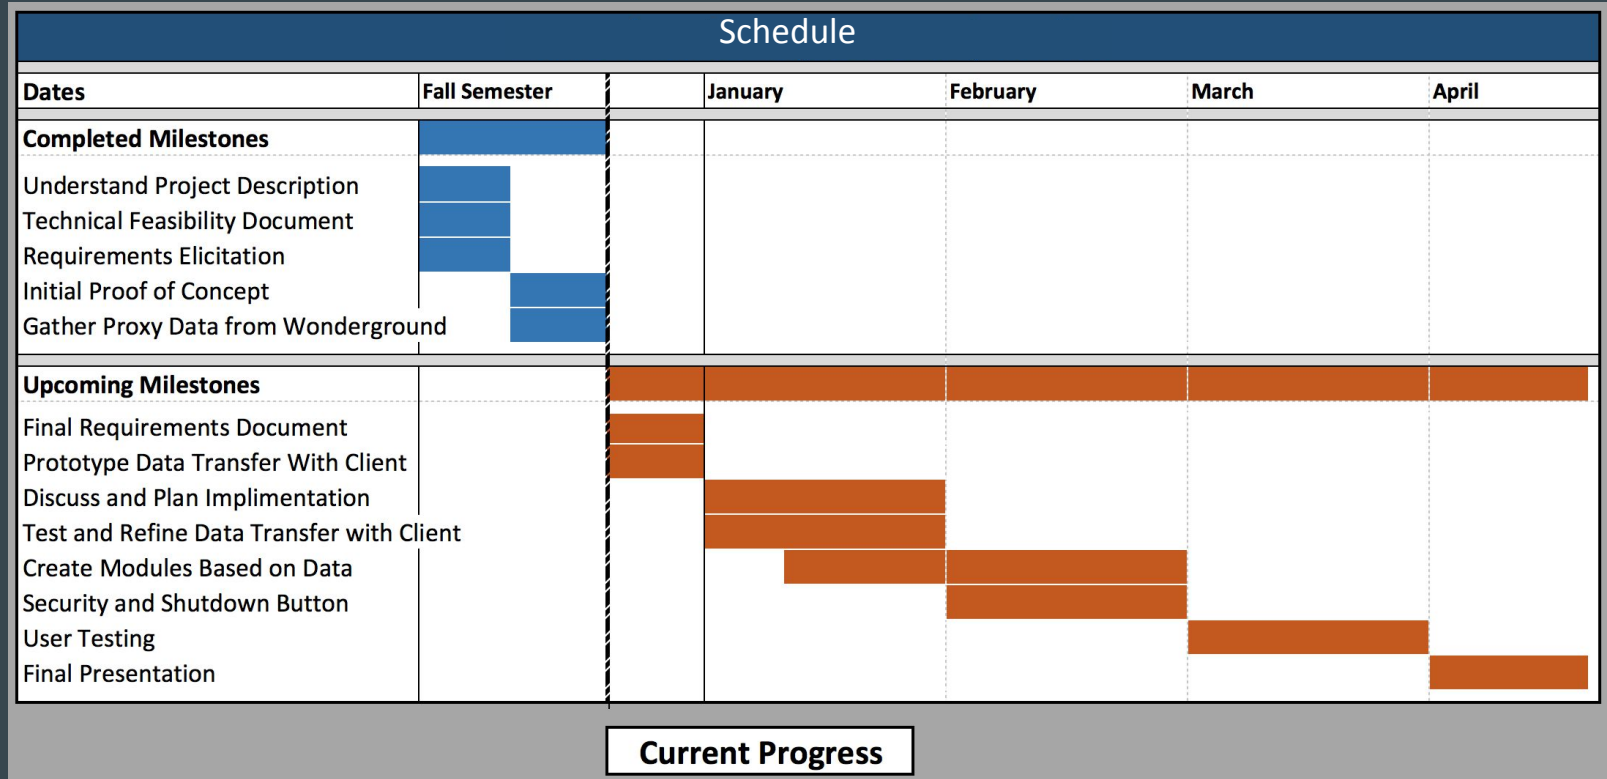 Schedule
Dates Fall Semester January February March April
Completed Milestones
Understand Project Description
Technical Feasibility Document
Requirements Elicitation
Initial Proof of Concept
Gather Proxy Data from Wonderground
Upcoming Milestones
Final Requirements Document
Prototype Data Transfer With Client
Discuss and Plan Implimentation
Test and Refine Data Transfer with Client
Create Modules Based on Data
Security and Shutdown Button
User Testing
Final Presentation
Current Progress